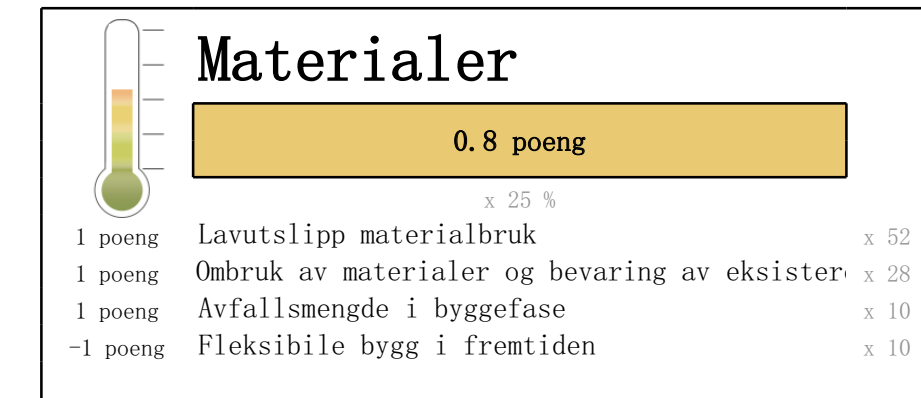 Materialer
0.8 poeng
x 25 %
1 poeng Lavutslipp materialbruk x 52
1 poeng Ombruk av materialer og bevaring av x 28
1 poeng Avfallsmengde i byggefase x 10
-1 poeng Fleksibile bygg i fremtiden x 10